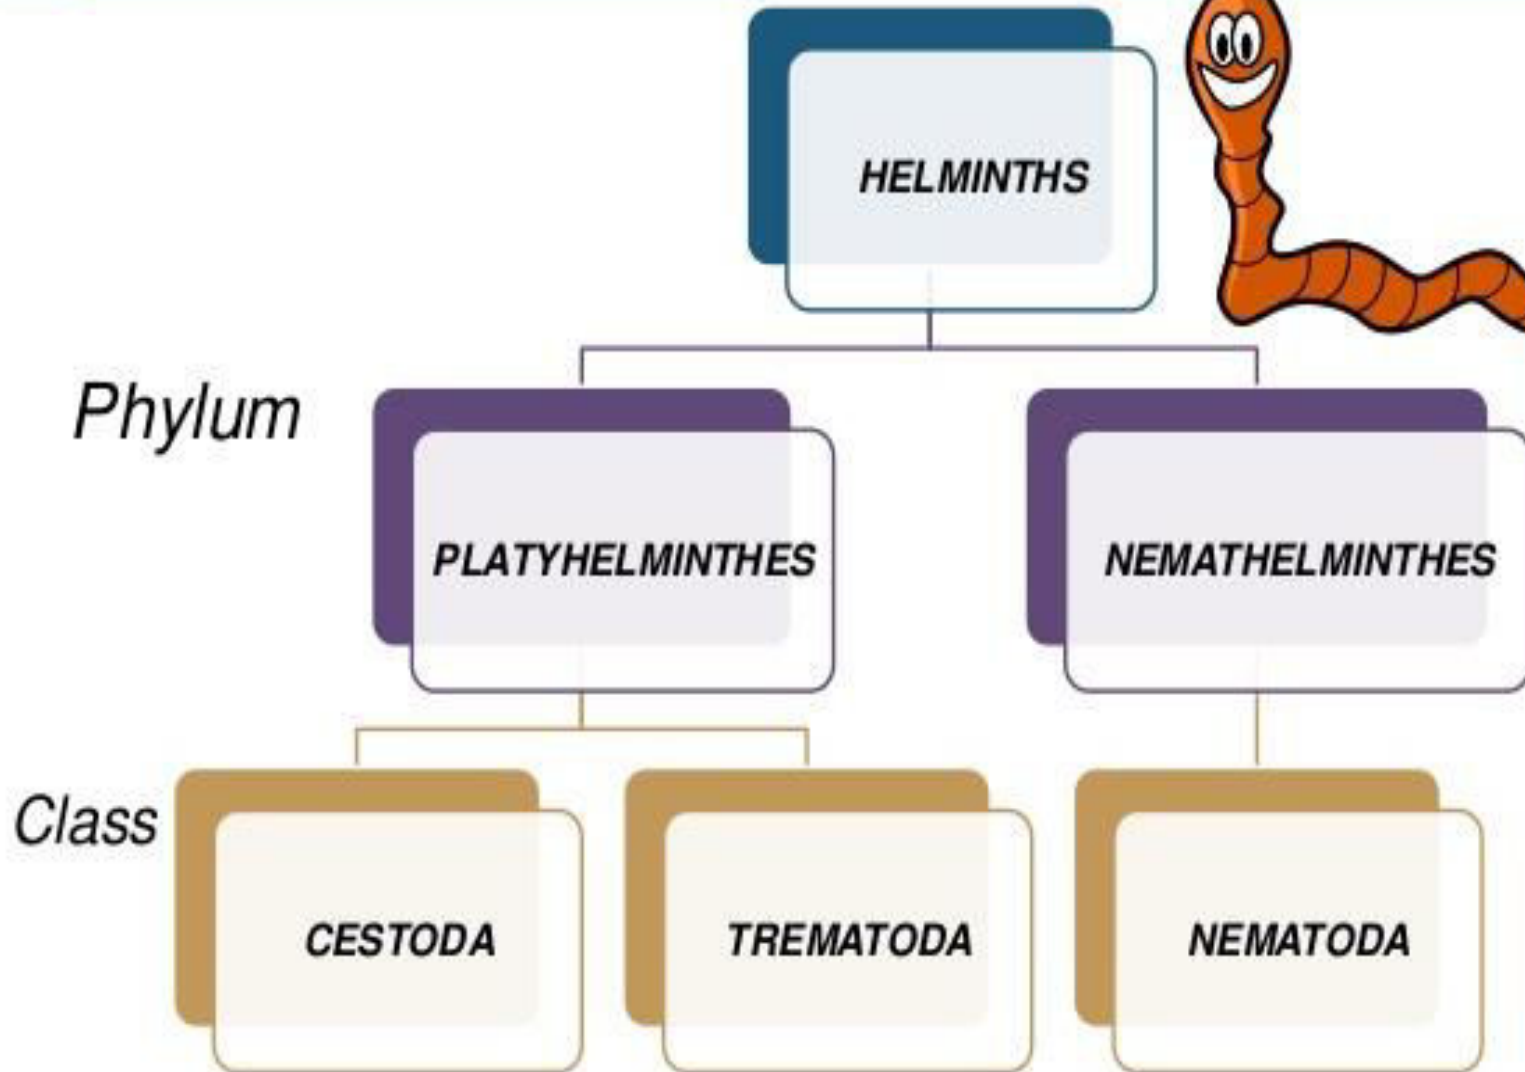 HELMINTHS
Phylum
PLATYHELMINTHES
NEMATHELMINTHES
Class
CESTODA
TREMATODA
NEMATODA